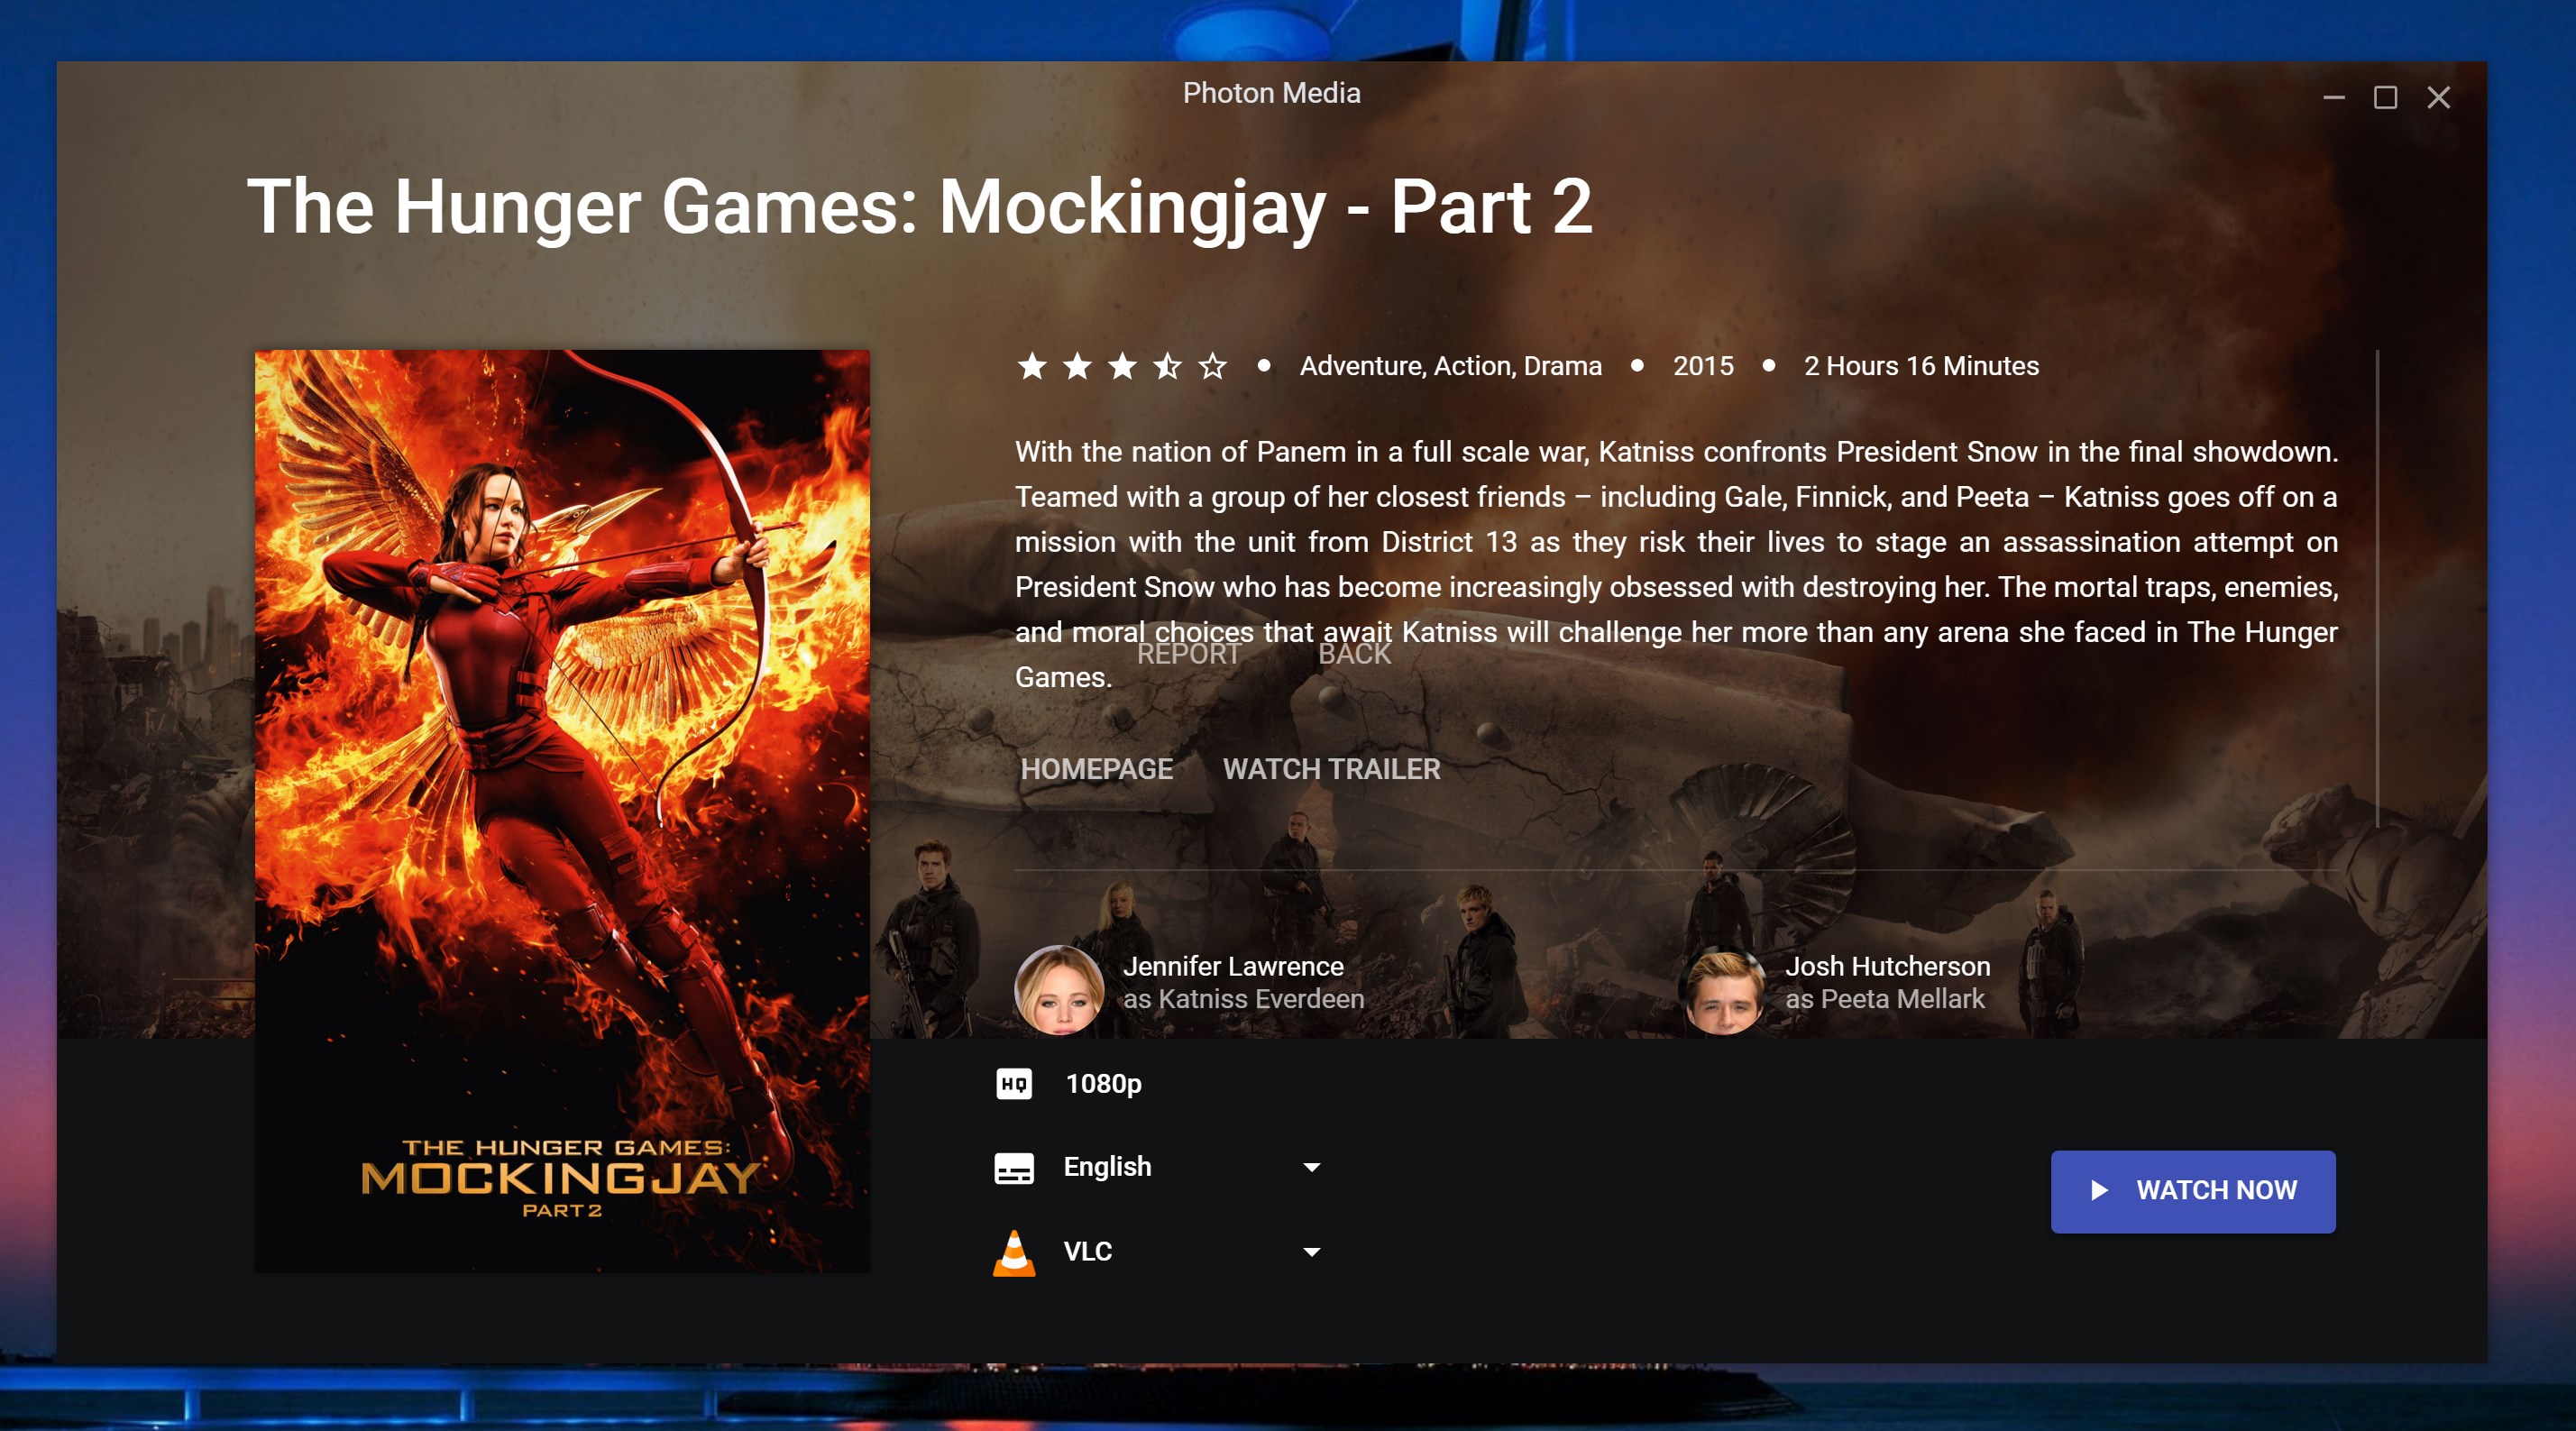 Photon Media
The Hunger Games: Mockingjay - Part 2
Adventure, Action, Drama • 2015 • 2 Hours 16 Minutes
With the nation of Panem in a full scale war, Katniss confronts President Snow in the final showdown.
Teamed with a group of her closest friends – including Gale, Finnick, and Peeta – Katniss goes off on a
mission with the unit from District 13 as they risk their lives to stage an assassination attempt on
President Snow who has become increasingly obsessed with destroying her. The mortal traps, enemies,
and moral choices that await Katniss will challenge her more than any arena she faced in The Hunger
Games.
REPORT BACK
HOMEPAGE WATCH TRAILER
Jennifer Lawrence
as Katniss Everdeen
Josh Hutcherson
as Peeta Mellark
THE HUNGER GAMES:
MOCKINGJAY
PART 2
HQ 1080p
English
VLC
WATCH NOW